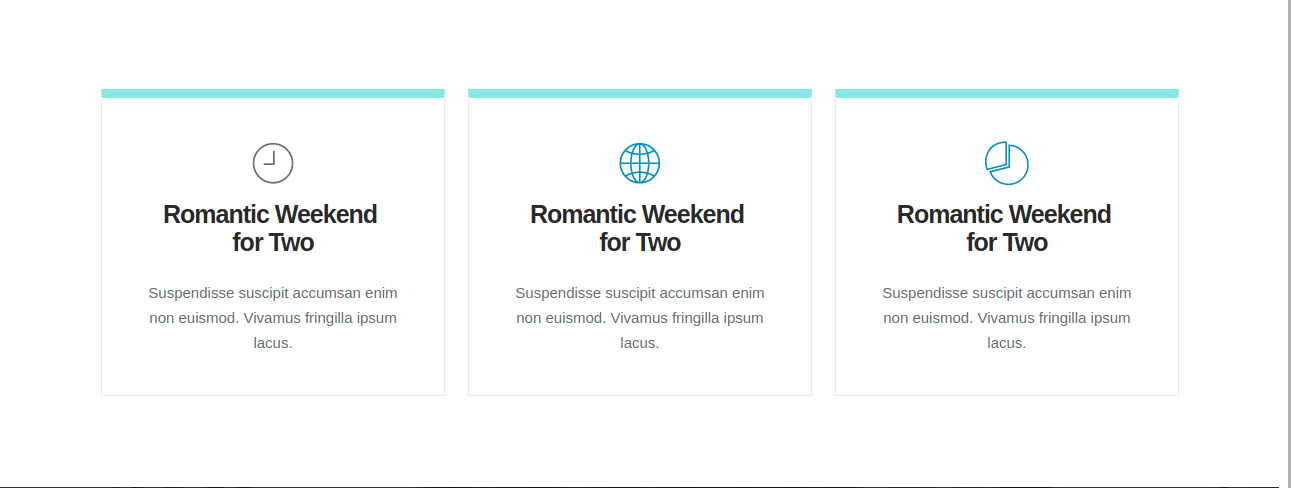 Romantic Weekend
for Two
Suspendisse suscipit accumsan enim
non euismod. Vivamus fringilla ipsum
lacus.
Romantic Weekend
for Two
Suspendisse suscipit accumsan enim
non euismod. Vivamus fringilla ipsum
lacus.
Romantic Weekend
for Two
Suspendisse suscipit accumsan enim
non euismod. Vivamus fringilla ipsum
lacus.